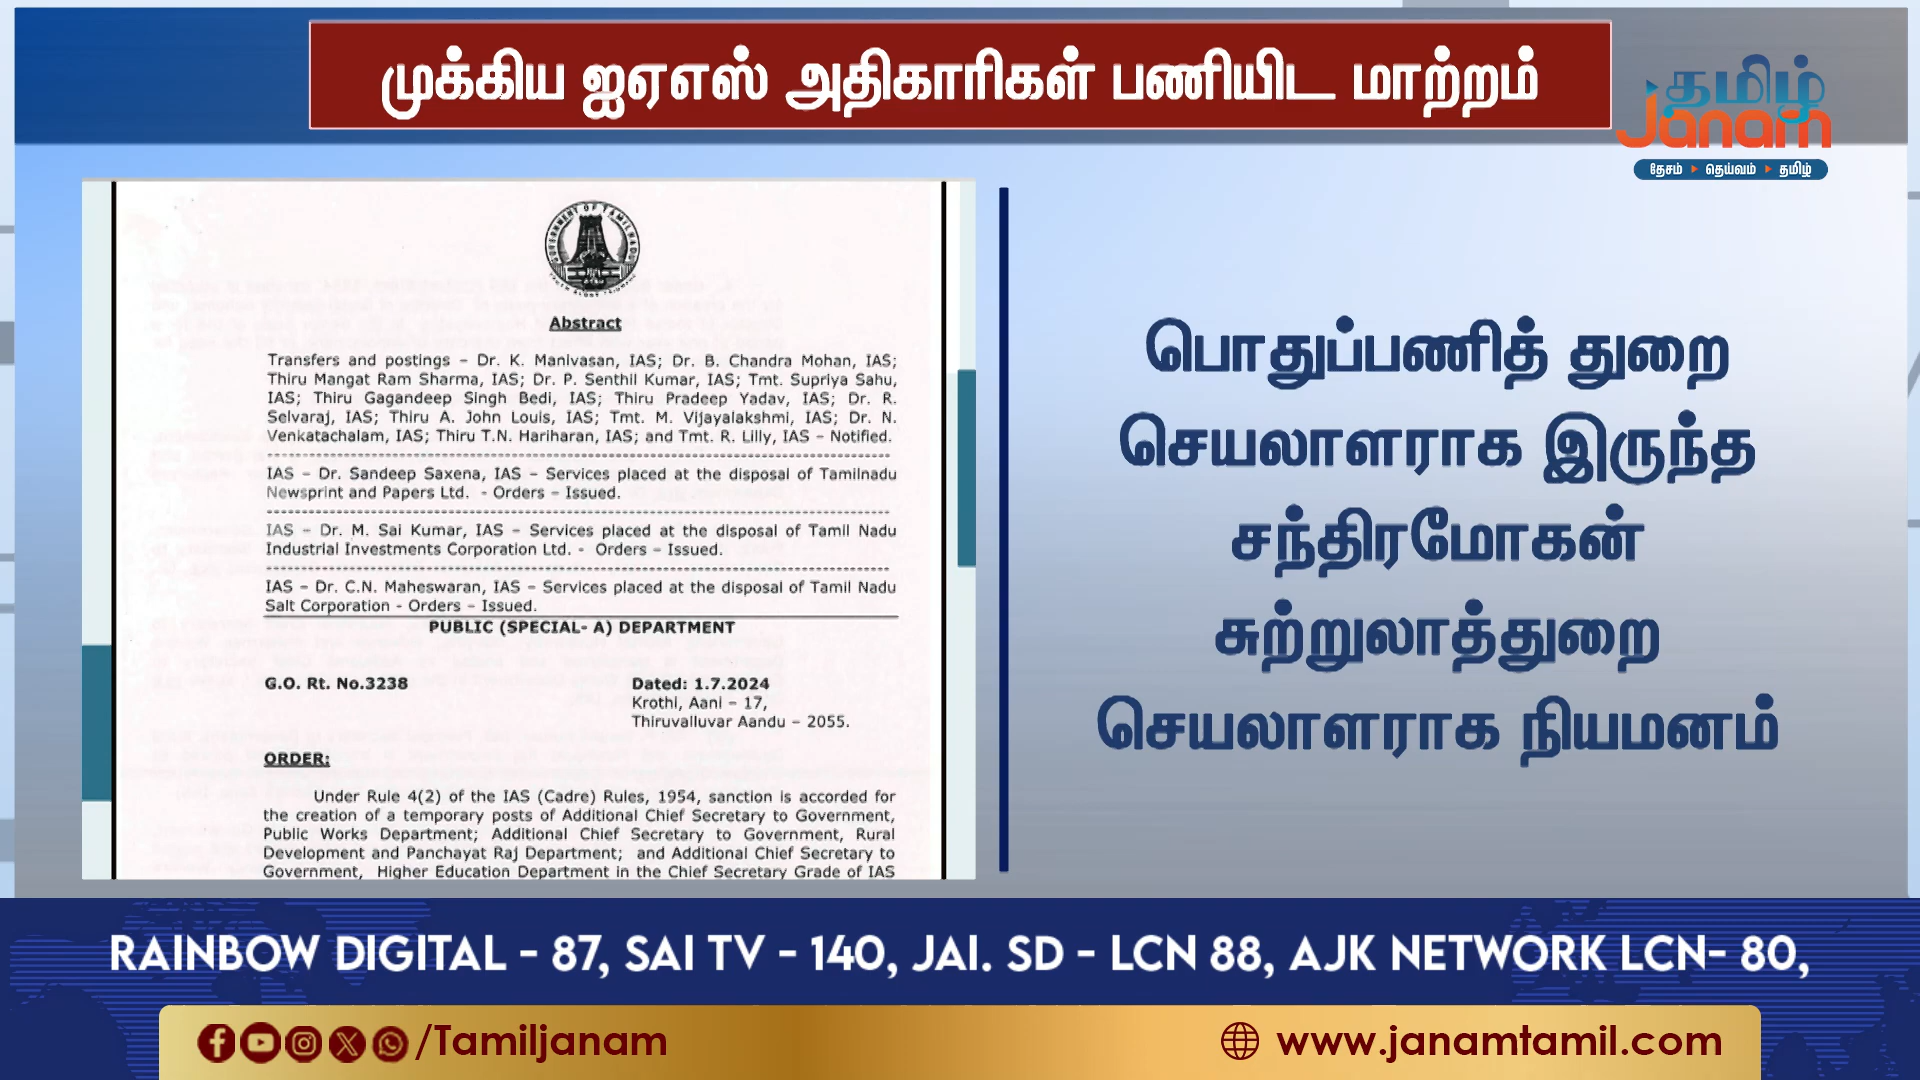 முக்கிய ஐஏஎஸ் அதிகாரிகள் பணியிட மாற்றம்
தமிழ்
Janam
தேசம் ▸ தெய்வம் ▸ தமிழ்
GOVERNMENT OF TAMILNADU
Abstract
Transfers and postings – Dr. K. Manivasan, IAS; Dr. B. Chandra Mohan, IAS;
Thiru Mangat Ram Sharma, IAS; Dr. P. Senthil Kumar, IAS; Tmt. Supriya Sahu,
IAS; Thiru Gagandeep Singh Bedi, IAS; Thiru Pradeep Yadav, IAS; Dr. R.
Selvaraj, IAS; Thiru A. John Louis, IAS; Tmt. M. Vijayalakshmi, IAS; Dr. N.
Venkatachalam, IAS; Thiru T.N. Hariharan, IAS; and Tmt. R. Lilly, IAS – Notified.
IAS – Dr. Sandeep Saxena, IAS – Services placed at the disposal of Tamilnadu
Newsprint and Papers Ltd. - Orders – Issued.
IAS – Dr. M. Sai Kumar, IAS – Services placed at the disposal of Tamil Nadu
Industrial Investments Corporation Ltd. - Orders – Issued.
IAS – Dr. C.N. Maheswaran, IAS – Services placed at the disposal of Tamil Nadu
Salt Corporation - Orders – Issued.
PUBLIC (SPECIAL- A) DEPARTMENT
G.O. Rt. No.3238 Dated: 1.7.2024
Krothi, Aani – 17,
Thiruvalluvar Aandu – 2055.
ORDER:
Under Rule 4(2) of the IAS (Cadre) Rules, 1954, sanction is accorded for
the creation of a temporary posts of Additional Chief Secretary to Government,
Public Works Department; Additional Chief Secretary to Government, Rural
Development and Panchayat Raj Department; and Additional Chief Secretary to
Government, Higher Education Department in the Chief Secretary Grade of IAS
பொதுப்பணித் துறை
செயலாளராக இருந்த
சந்திரமோகன்
சுற்றுலாத்துறை
செயலாளராக நியமனம்
RAINBOW DIGITAL - 87, SAI TV - 140, JAI. SD - LCN 88, AJK NETWORK LCN- 80,
/Tamiljanam
www.janamtamil.com